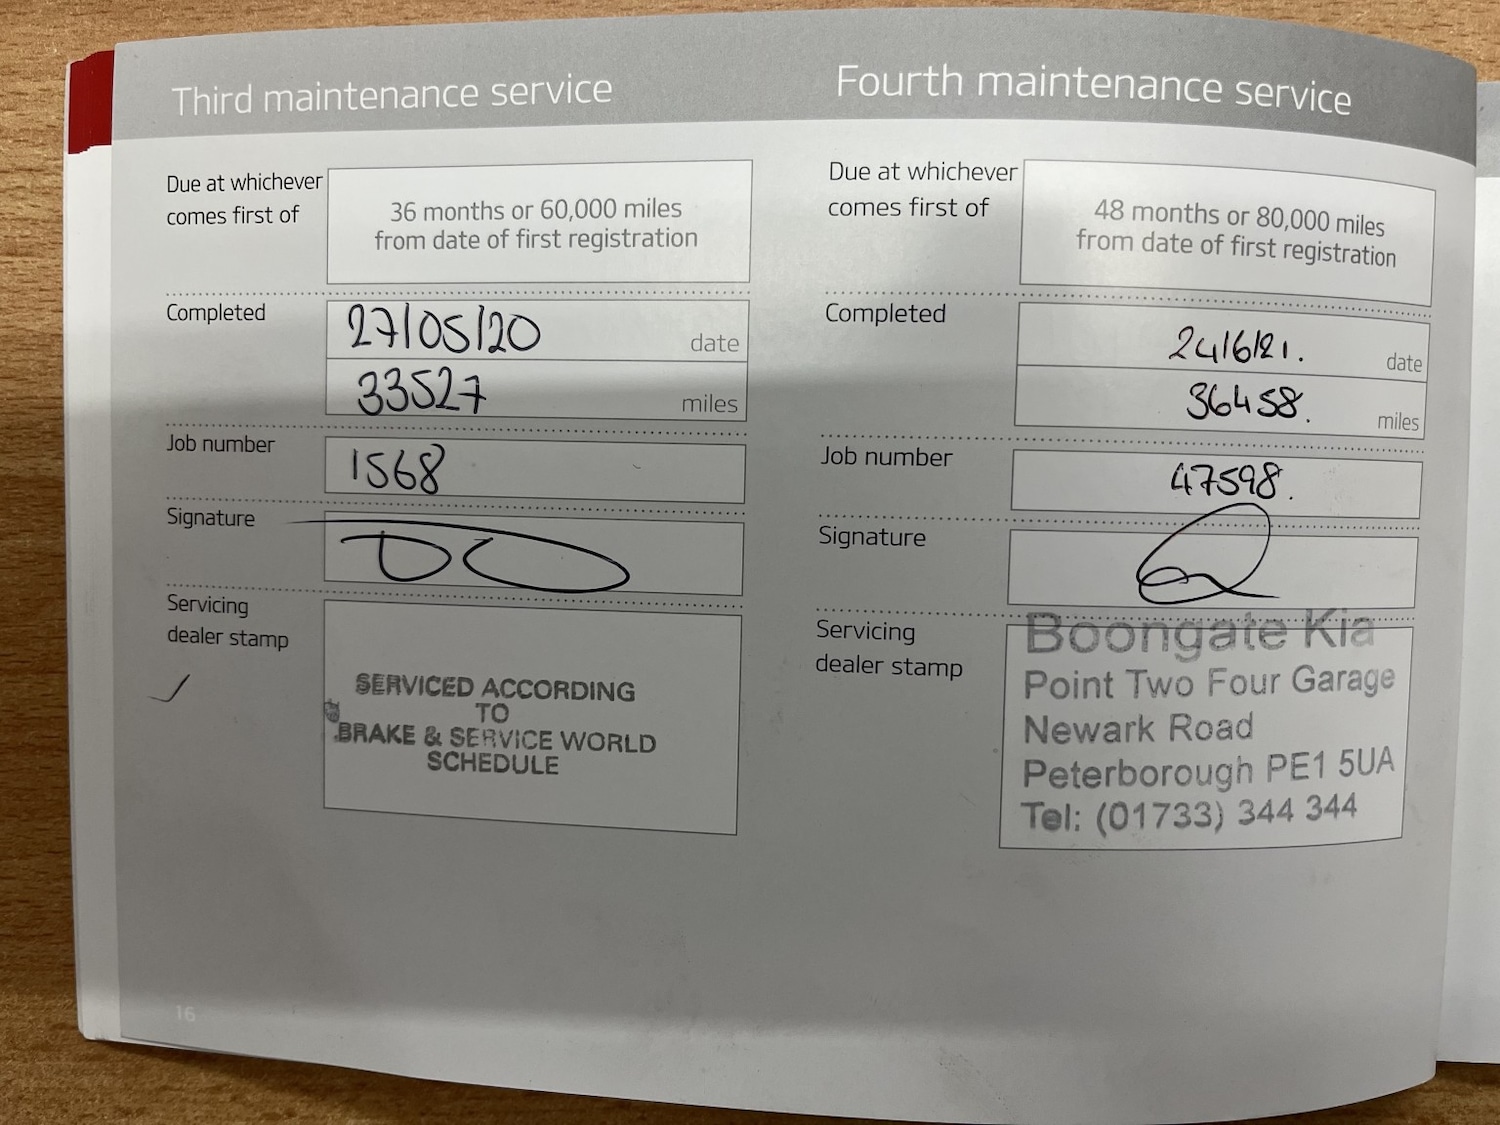 Third maintenance service
Due at whichever
comes first of
36 months or 60,000 miles
from date of first registration
Completed
27/05/20
date
33527
miles
Job number
1568
Signature
Servicing
dealer stamp
SERVICED ACCORDING
TO
BRAKE & SERVICE WORLD
SCHEDULE
16
Fourth maintenance service
Due at whichever
comes first of
48 months or 80,000 miles
from date of first registration
Completed
24/6/21.
date
36458.
miles
Job number
47598.
Signature
Servicing
dealer stamp
Boongate Kia
Point Two Four Garage
Newark Road
Peterborough PE1 5UA
Tel: (01733) 344 344